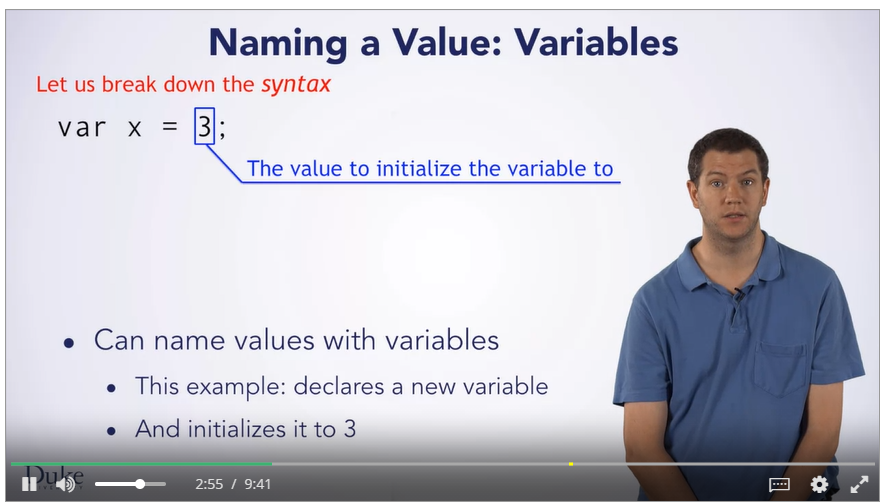 Naming a Value: Variables
Let us break down the syntax
var x = 3;
The value to initialize the variable to
• Can name values with variables
• This example: declares a new variable
• And initializes it to 3
Duke
2:55 / 9:41